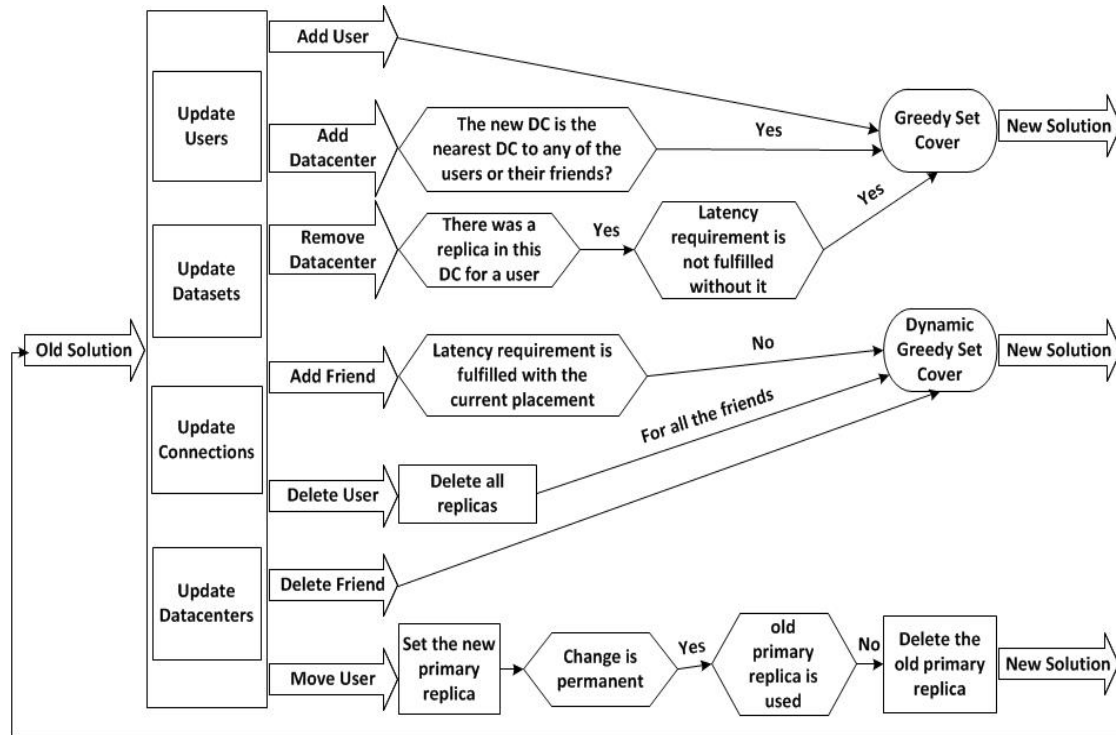 Old Solution
Update
Users
Update
Datasets
Update
Connections
Update
Datacenters
Add User
Add
Datacenter
The new DC is the
nearest DC to any of the
users or their friends?
Yes
Greedy Set
Cover
New Solution
Remove
Datacenter
There was a
replica in this
DC for a user
Yes
Latency
requirement is
not fulfilled
without it
Yes
Add Friend
Latency requirement is
fulfilled with the
current placement
No
Dynamic
Greedy Set
Cover
New Solution
Delete User
Delete all
replicas
For all the friends
Delete Friend
Move User
Set the new
primary
replica
Change is
permanent
Yes
old
primary
replica is
used
No
Delete the
old primary
replica
New Solution